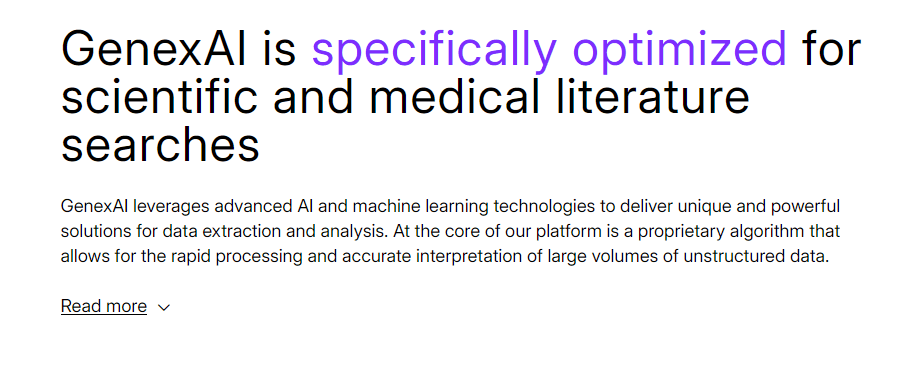 GenexAI is specifically optimized for
scientific and medical literature
searches
GenexAI leverages advanced AI and machine learning technologies to deliver unique and powerful
solutions for data extraction and analysis. At the core of our platform is a proprietary algorithm that
allows for the rapid processing and accurate interpretation of large volumes of unstructured data.
Read more